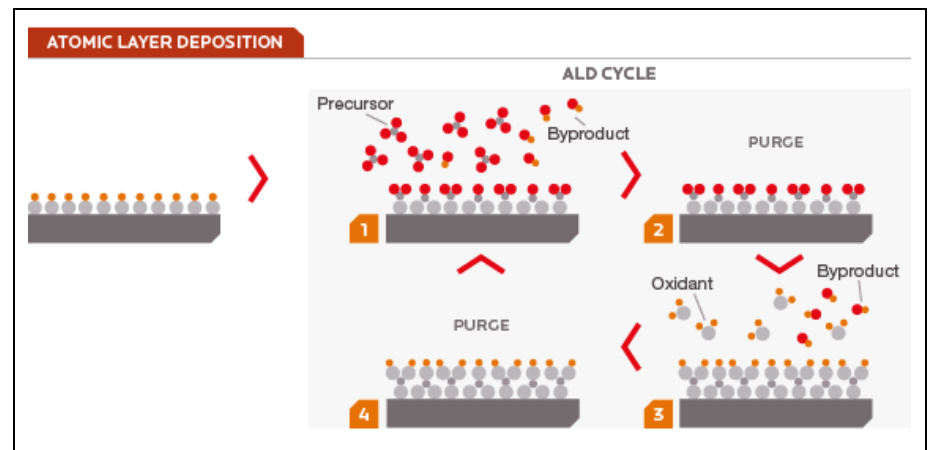 ATOMIC LAYER DEPOSITION
ALD CYCLE
Precursor
Byproduct
PURGE
1
2
Oxidant
Byproduct
PURGE
4
3